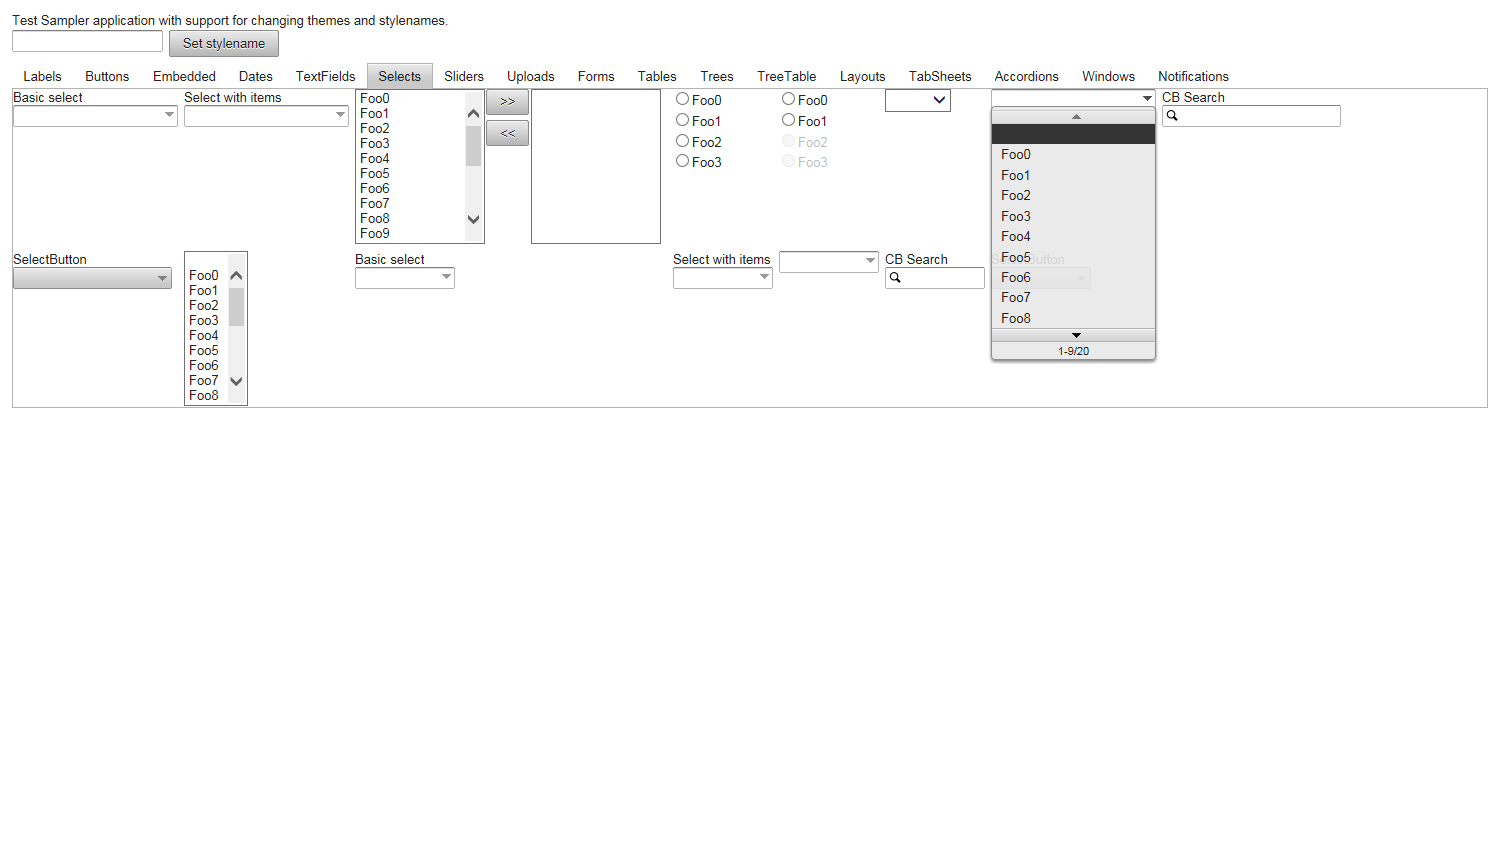 Test Sampler application with support for changing themes and stylenames.
Set stylename
Labels Buttons Embedded Dates TextFields Selects Sliders Uploads Forms Tables Trees TreeTable Layouts TabSheets Accordions Windows Notifications
Basic select
Select with items
Foo0
Foo1
Foo2
Foo3
Foo4
Foo5
Foo6
Foo7
Foo8
Foo9
>>
<<
Foo0
Foo1
Foo2
Foo3
Foo0
Foo1
Foo2
Foo3
Foo0
Foo1
Foo2
Foo3
Foo4
Foo5
Foo6
Foo7
Foo8
1-9/20
CB Search
SelectButton
Foo0
Foo1
Foo2
Foo3
Foo4
Foo5
Foo6
Foo7
Foo8
Basic select
Select with items
CB Search